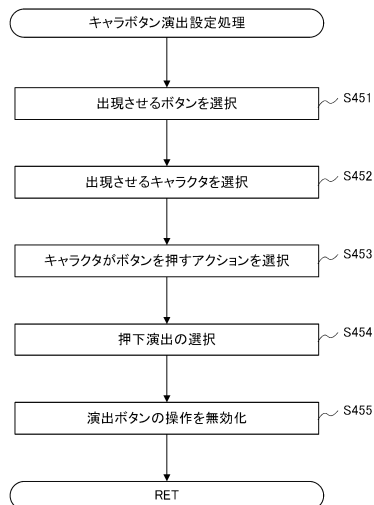 キャラボタン演出設定処理
出現させるボタンを選択
S451
出現させるキャラクタを選択
S452
キャラクタがボタンを押すアクションを選択
S453
押下演出の選択
S454
演出ボタンの操作を無効化
S455
RET